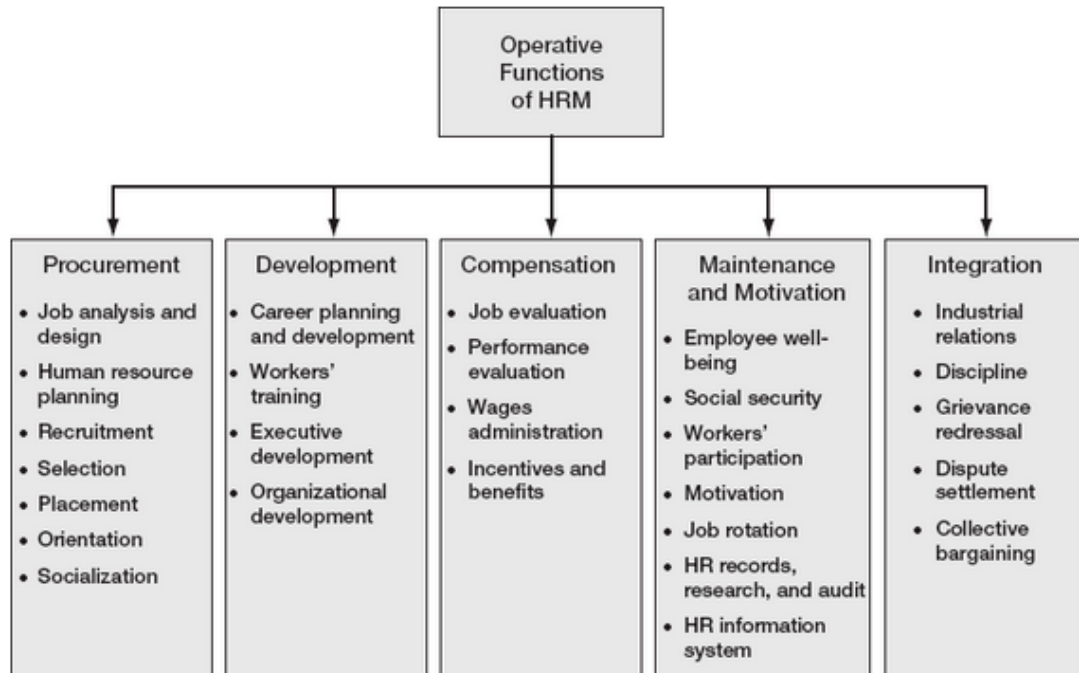 Operative
Functions
of HRM
Procurement
• Job analysis and
design
• Human resource
planning
• Recruitment
• Selection
• Placement
• Orientation
• Socialization
Development
• Career planning
and development
• Workers'
training
• Executive
development
• Organizational
development
Compensation
• Job evaluation
• Performance
evaluation
• Wages
administration
• Incentives and
benefits
Maintenance
and Motivation
• Employee well-
being
• Social security
• Workers'
participation
• Motivation
• Job rotation
• HR records,
research, and audit
• HR information
system
Integration
• Industrial
relations
• Discipline
• Grievance
redressal
• Dispute
settlement
• Collective
bargaining